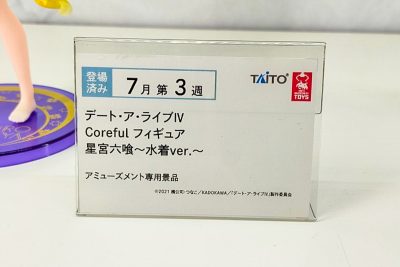 登場済み 7月 第3週
TAITO® TOYS
デート・ア・ライブⅣ
Coreful フィギュア
星宮六喰～水着ver.～
アミューズメント専用景品
©2021 橘公司・つなこ／KADOKAWA／「デート・ア・ライブⅣ」製作委員会